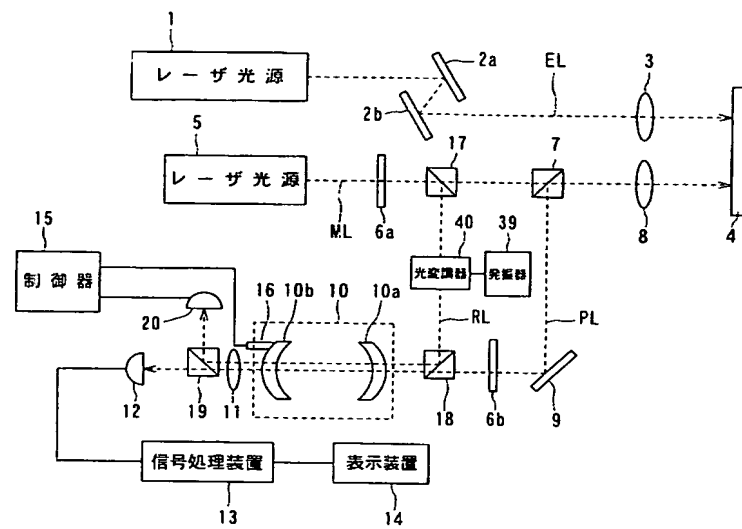 1
レーザ光源
2a
2b
EL
3
5
レーザ光源
ML
6a
17
7
8
4
15
制御器
40
39
光変調器
発振器
20
16
10b
10
10a
RL
PL
12
19
11
18
6b
9
信号処理装置
表示装置
13
14